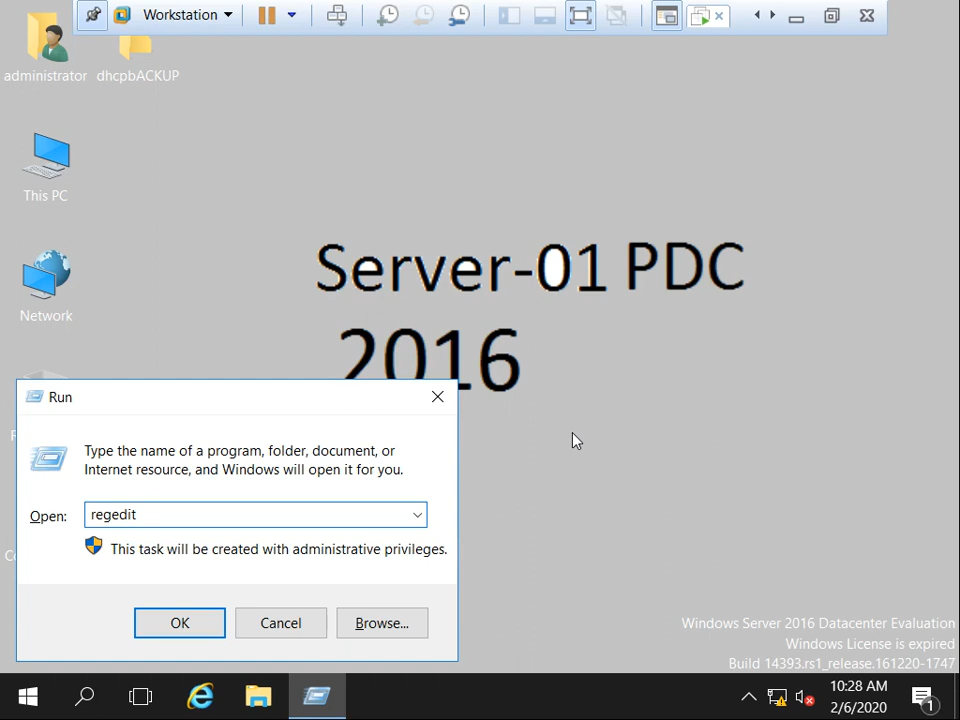 Workstation
administrator
dhcpbACKUP
This PC
Server-01 PDC
2016
Network
Run
Type the name of a program, folder, document, or
Internet resource, and Windows will open it for you.
Open:
regedit
This task will be created with administrative privileges.
OK
Cancel
Browse...
Windows Server 2016 Datacenter Evaluation
Windows License is expired
Build 14393.rs1_release.161220-1747
10:28 AM
2/6/2020
1